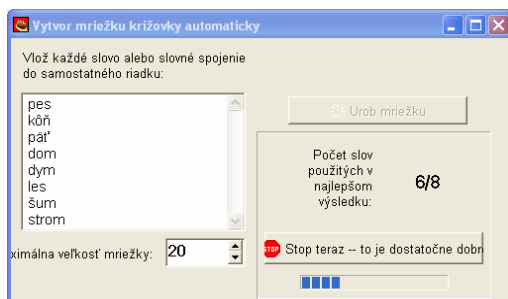 Vytvor mriežku krížovky automaticky
Vlož každé slovo alebo slovné spojenie
do samostatného riadku:
pes
kôň
päť
dom
dym
les
šum
strom
ximálna veľkosť mriežky: 20
Urob mriežku
Počet slov
použitých v
najlepšom
výsledku:
6/8
STOP Stop teraz -- to je dostatočne dobr